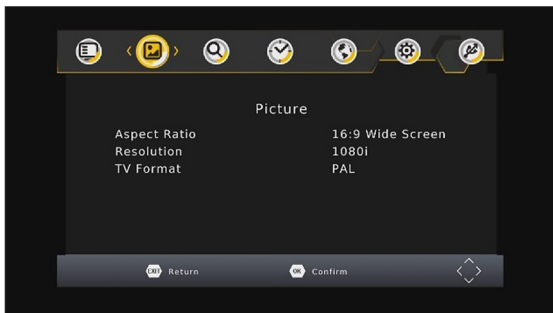 Picture
Aspect Ratio 16:9 Wide Screen
Resolution 1080i
TV Format PAL
EXIT Return OK Confirm